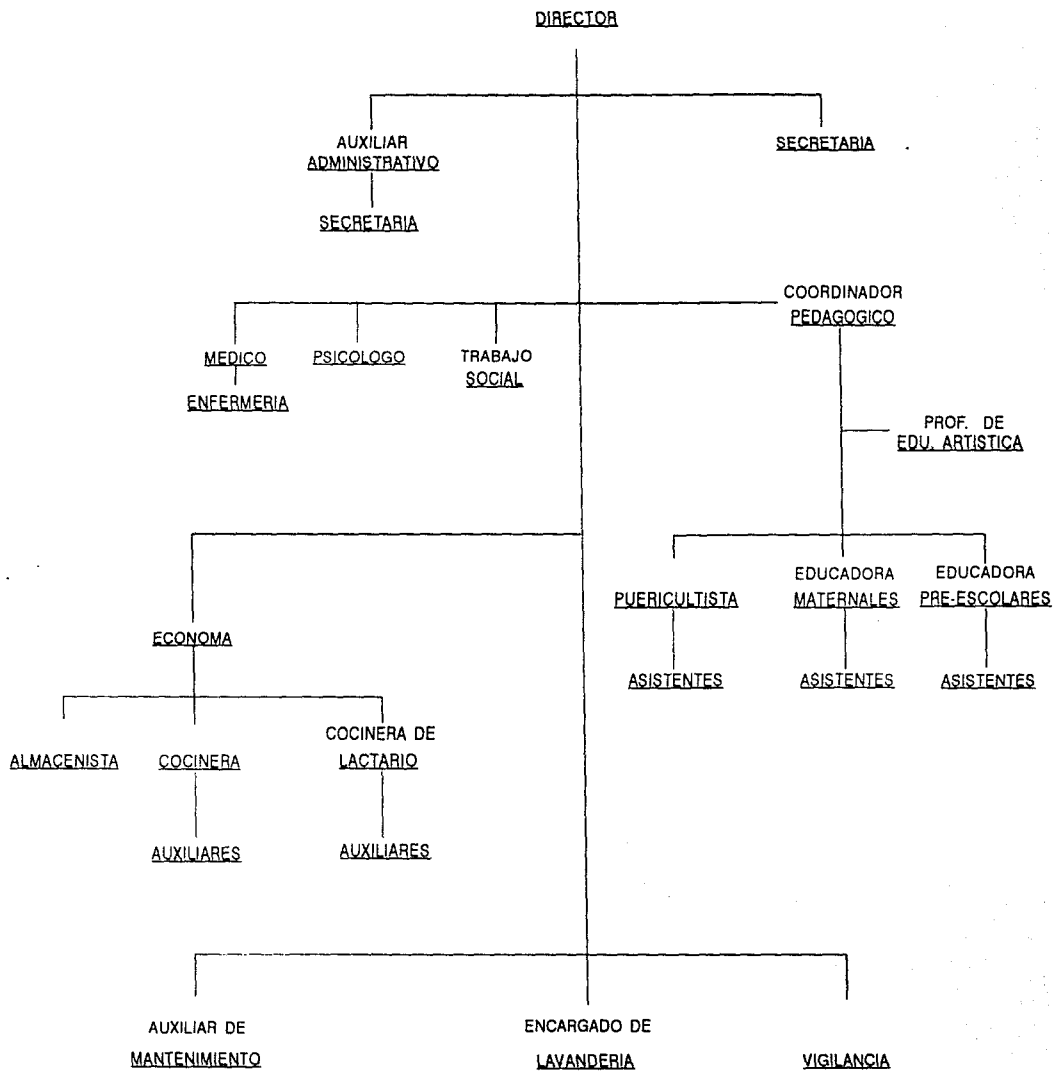 DIRECTOR
AUXILIAR
ADMINISTRATIVO
SECRETARIA
SECRETARIA
COORDINADOR
PEDAGOGICO
MEDICO
PSICOLOGO
TRABAJO
SOCIAL
ENFERMERIA
PROF. DE
EDU. ARTISTICA
PUERICULTISTA
EDUCADORA
MATERNALES
EDUCADORA
PRE-ESCOLARES
ASISTENTES
ASISTENTES
ASISTENTES
ECONOMA
ALMACENISTA
COCINERA
COCINERA DE
LACTARIO
AUXILIARES
AUXILIARES
AUXILIAR DE
MANTENIMIENTO
ENCARGADO DE
LAVANDERIA
VIGILANCIA